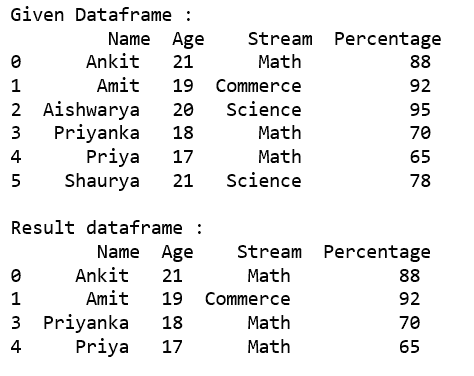 Given Dataframe :
Name Age Stream Percentage
0 Ankit 21 Math 88
1 Amit 19 Commerce 92
2 Aishwarya 20 Science 95
3 Priyanka 18 Math 70
4 Priya 17 Math 65
5 Shaurya 21 Science 78
Result dataframe :
Name Age Stream Percentage
0 Ankit 21 Math 88
1 Amit 19 Commerce 92
3 Priyanka 18 Math 70
4 Priya 17 Math 65